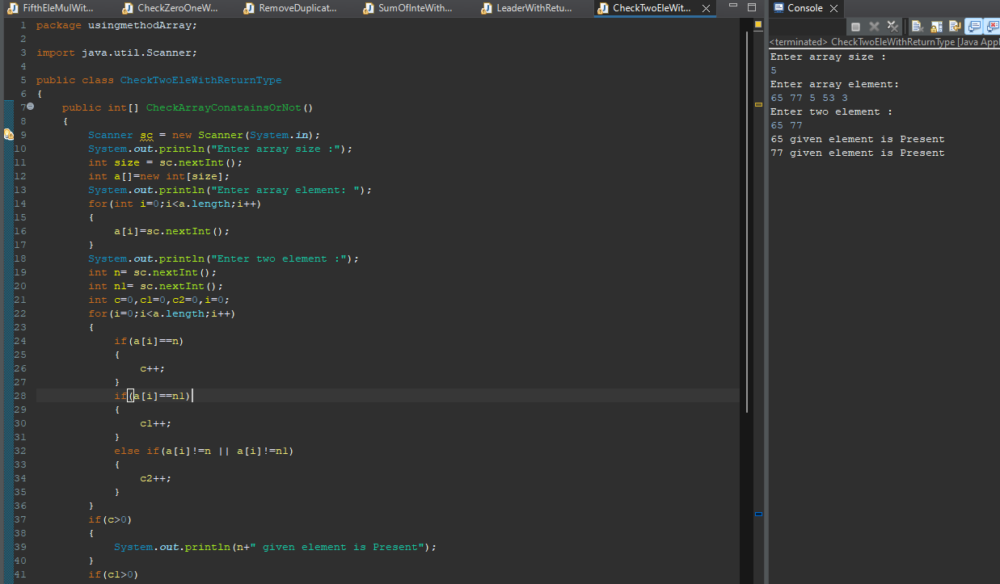 FifthEleMulWit... CheckZeroOneW... RemoveDuplicat... SumOfInteWith... LeaderWithRetu... CheckTwoEleWit...
1 package usingmethodArray;
2
3 import java.util.Scanner;
4
5 public class CheckTwoEleWithReturnType
6 {
7 public int[] CheckArrayConatainsOrNot()
8 {
9 Scanner sc = new Scanner(System.in);
10 System.out.println("Enter array size :");
11 int size = sc.nextInt();
12 int a[]=new int[size];
13 System.out.println("Enter array element: ");
14 for(int i=0;i<a.length;i++)
15 {
16 a[i]=sc.nextInt();
17 }
18 System.out.println("Enter two element :");
19 int n= sc.nextInt();
20 int n1= sc.nextInt();
21 int c=0,c1=0,c2=0,i=0;
22 for(i=0;i<a.length;i++)
23 {
24 if(a[i]==n)
25 {
26 c++;
27 }
28 if(a[i]==n1)
29 {
30 c1++;
31 }
32 else if(a[i]!=n || a[i]!=n1)
33 {
34 c2++;
35 }
36 }
37 if(c>0)
38 {
39 System.out.println(n+" given element is Present");
40 }
41 if(c1>0)
Console
<terminated> CheckTwoEleWithReturnType [Java Appl
Enter array size :
5
Enter array element:
65 77 5 53 3
Enter two element :
65 77
65 given element is Present
77 given element is Present